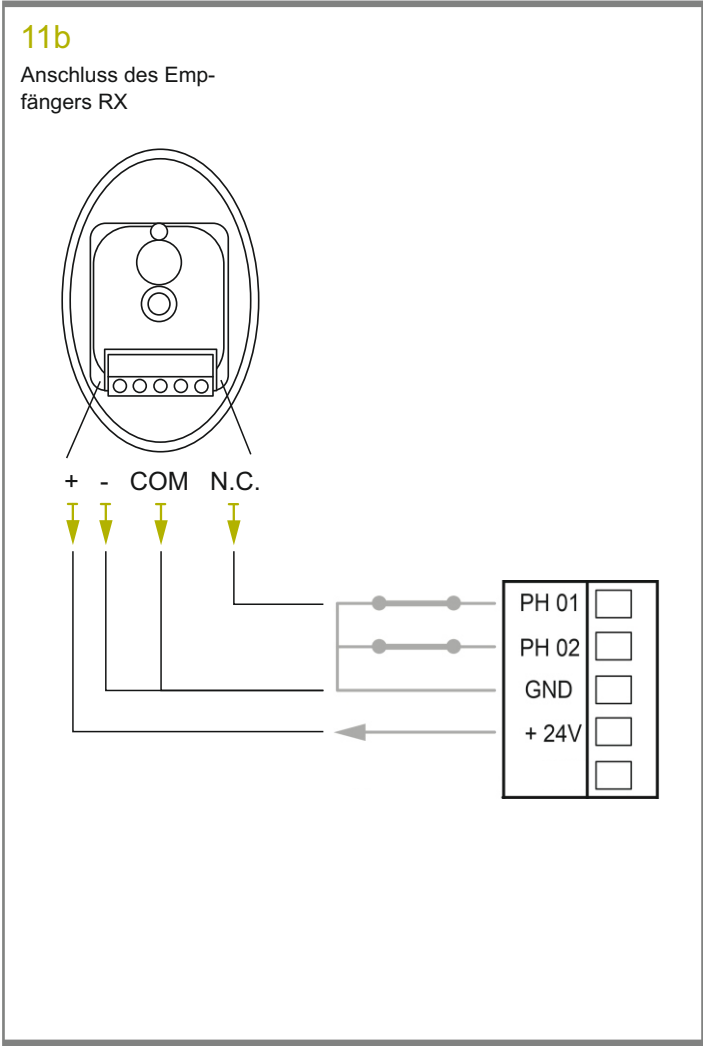 11b
Anschluss des Emp-
fängers RX
+ - COM N.C.
PH 01
PH 02
GND
+ 24V